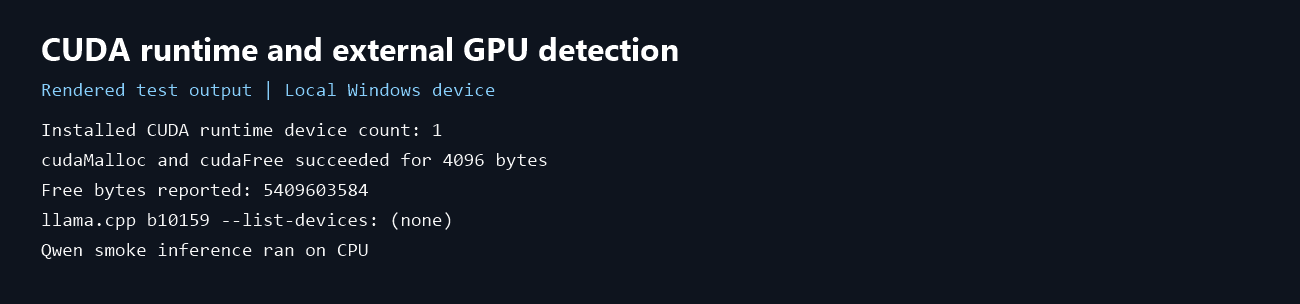 CUDA runtime and external GPU detection
Rendered test output | Local Windows device
Installed CUDA runtime device count: 1
cudaMalloc and cudaFree succeeded for 4096 bytes
Free bytes reported: 5409603584
llama.cpp b10159 --list-devices: (none)
Qwen smoke inference ran on CPU